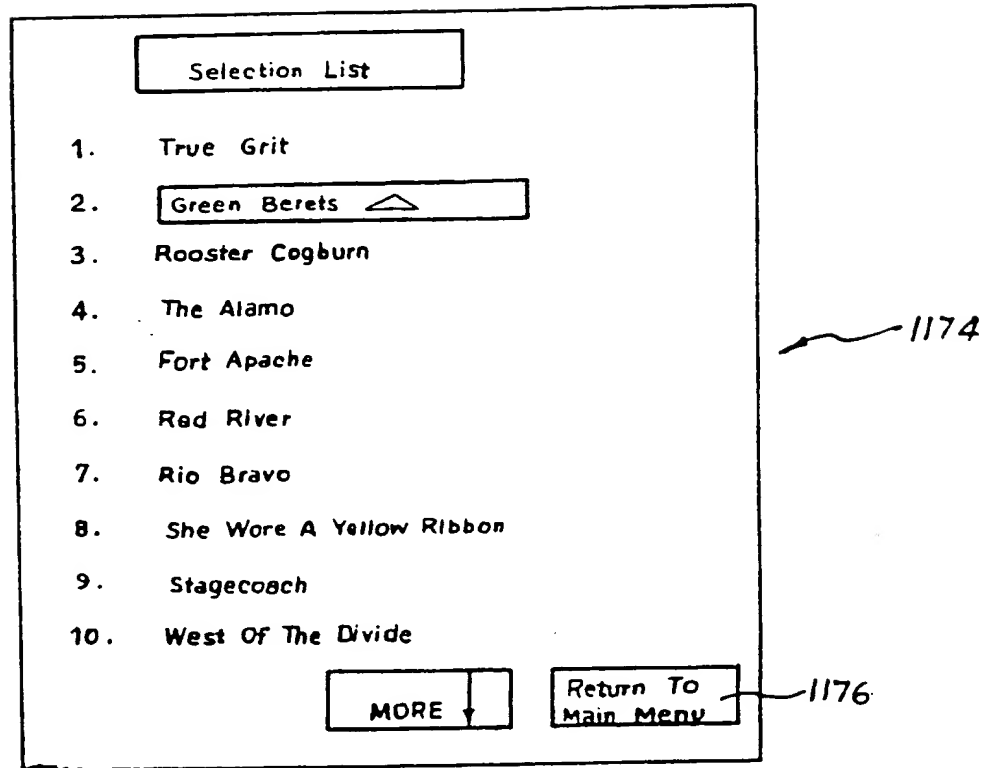 Selection List
1. True Grit
2. Green Berets
3. Rooster Cogburn
4. The Alamo
5. Fort Apache
6. Red River
7. Rio Bravo
8. She Wore A Yellow Ribbon
9. Stagecoach
10. West Of The Divide
MORE
Return To
Main Menu
1174
1176